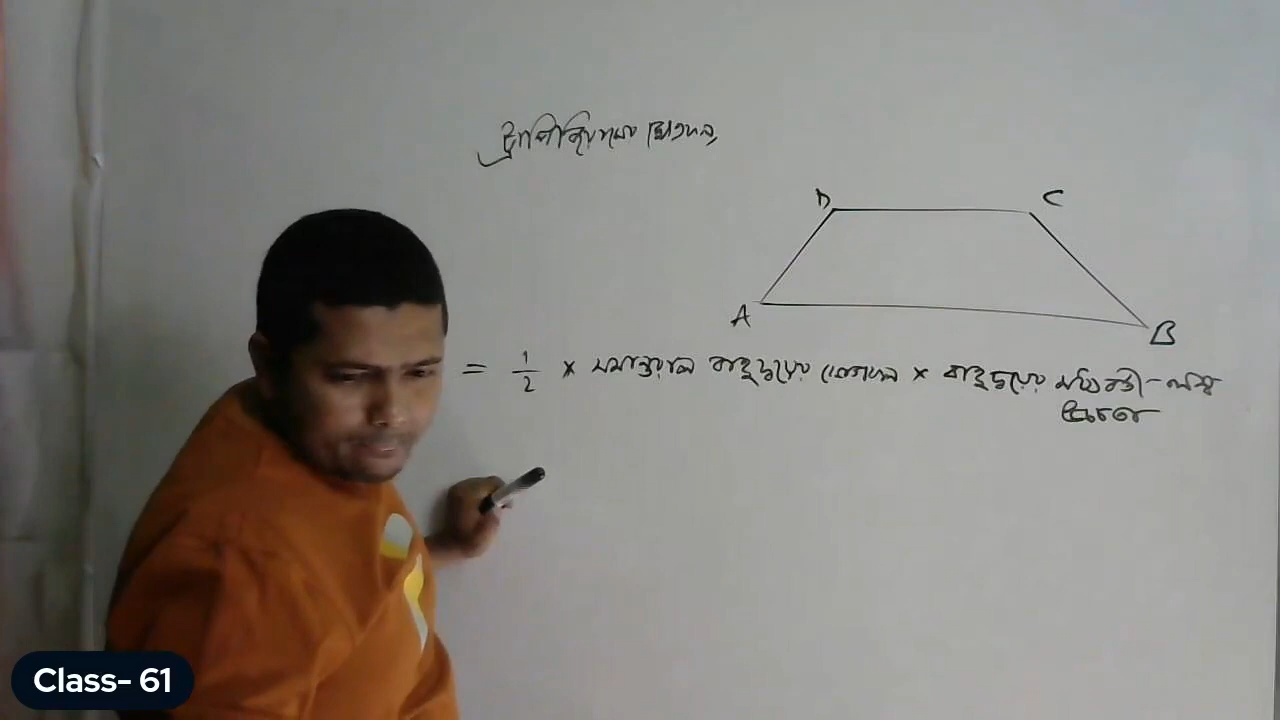 ট্রাপিজিয়ামের ক্ষেত্রফল
D C
A B
= 1/2 × সমান্তরাল বাহুদ্বয়ের যোগফল × বাহুদ্বয়ের মধ্যবর্তী লম্ব
দূরত্ব
Class- 61